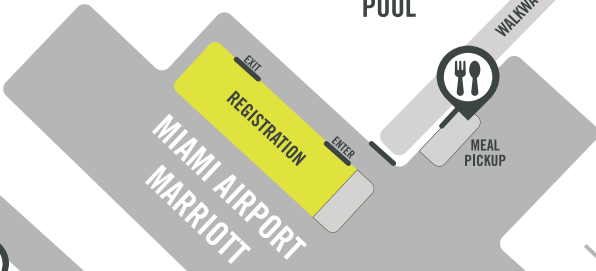 POOL
WALKWA
EXIT
REGISTRATION
ENTER
MEAL
PICKUP
MIAMI AIRPORT
MARRIOTT